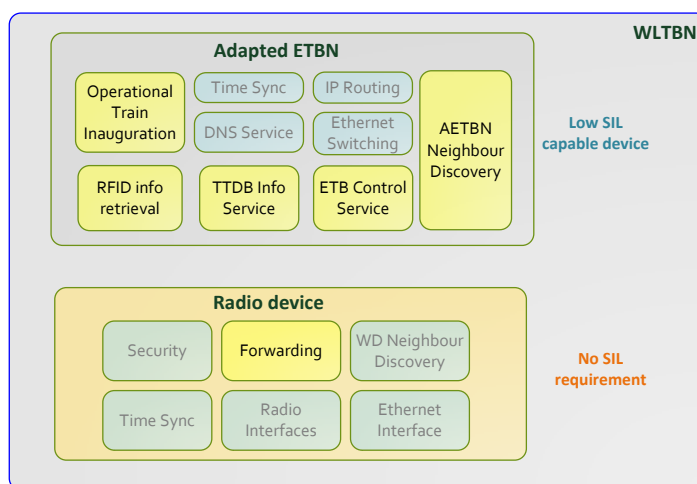 WLTBN
Adapted ETBN
Operational
Train
Inauguration
Time Sync
IP Routing
DNS Service
Ethernet
Switching
AETBN
Neighbour
Discovery
RFID info
retrieval
TTDB Info
Service
ETB Control
Service
Low SIL
capable device
Radio device
Security
Forwarding
WD Neighbour
Discovery
Time Sync
Radio
Interfaces
Ethernet
Interface
No SIL
requirement